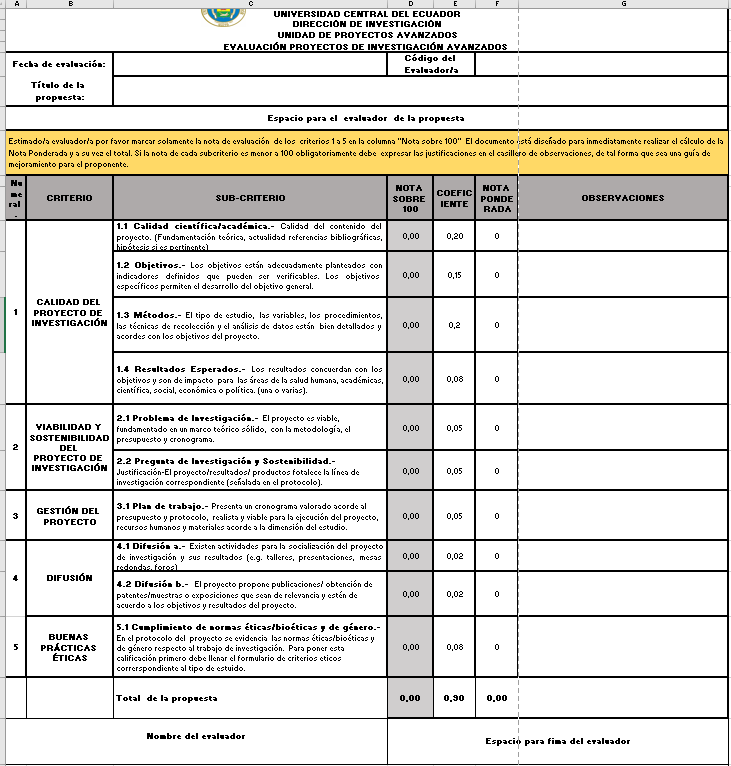 A B C D E F G
UNIVERSIDAD CENTRAL DEL ECUADOR
DIRECCIÓN DE INVESTIGACIÓN
UNIDAD DE PROYECTOS AVANZADOS
EVALUACIÓN PROYECTOS DE INVESTIGACIÓN AVANZADOS
Fecha de evaluación:
Código del
Evaluador/a
Título de la
propuesta:
Espacio para el evaluador de la propuesta
Estimado/a evaluador/a por favor marcar solamente la nota de evaluación de los criterios 1 a 5 en la columna "Nota sobre 100" El documento está diseñado para inmediatamente realizar el cálculo de la
Nota Ponderada y a su vez el total. Si la nota de cada subcriterio es menor a 100 obligatoriamente debe expresar las justificaciones en el casillero de observaciones, de tal forma que sea una guía de
mejoramiento para el proponente.
Nu
me
ral
.
CRITERIO
SUB-CRITERIO
NOTA
SOBRE
100
COEFIC
IENTE
NOTA
PONDE
RADA
OBSERVACIONES
1
CALIDAD DEL
PROYECTO DE
INVESTIGACIÓN
1.1 Calidad científica/académica.- Calidad del contenido del
proyecto. (Fundamentación teórica, actualidad referencias bibliográficas,
hipótesis si es pertinente)
0,00 0,20 0
1.2 Objetivos.- Los objetivos están adecuadamente planteados con
indicadores definidos que pueden ser verificables. Los objetivos
específicos permiten el desarrollo del objetivo general.
0,00 0,15 0
1.3 Métodos.- El tipo de estudio, las variables, los procedimientos,
las técnicas de recolección y el análisis de datos están bien detallados y
acordes con los objetivos del proyecto.
0,00 0,2 0
1.4 Resultados Esperados.- Los resultados concuerdan con los
objetivos y son de impacto para las áreas de la salud humana, académicas,
científica, social, económica o política. (una o varias).
0,00 0,08 0
2
VIABILIDAD Y
SOSTENIBILIDAD
DEL
PROYECTO DE
INVESTIGACIÓN
2.1 Problema de Investigación.- El proyecto es viable,
fundamentado en un marco teórico sólido, con la metodología, el
presupuesto y cronograma.
0,00 0,05 0
2.2 Pregunta de Investigación y Sostenibilidad.-
Justificación-El proyecto/resultados/ productos fotalece la línea de
investigación correspondiente (señalada en el protocolo).
0,00 0,05 0
3
GESTIÓN DEL
PROYECTO
3.1 Plan de trabajo.- Presenta un cronograma valorado acorde al
presupuesto y protocolo, realista y viable para la ejecución del proyecto,
recursos humanos y materiales acorde a la dimensión del estudio.
0,00 0,05 0
4
DIFUSIÓN
4.1 Difusión a.- Existen actividades para la socialización del proyecto
de investigación y sus resultados (e.g. talleres, presentaciones, mesas
redondas, foros)
0,00 0,02 0
4.2 Difusión b.- El proyecto propone publicaciones/ obtención de
patentes/muestras o exposiciones que sean de relevancia y estén de
acuerdo a los objetivos y resultados del proyecto.
0,00 0,02 0
5
BUENAS
PRÁCTICAS
ÉTICAS
5.1 Cumplimiento de normas éticas/bioéticas y de género.-
En el protocolo del proyecto se evidencia las normas éticas/bioéticas y
de género respecto al trabajo de investigación. Para poner esta
calificación primero debe llenar el formulario de criterios eticos
correspondiente al tipo de estuido.
0,00 0,08 0
Total de la propuesta
0,00 0,90 0,00
Nombre del evaluador
Espacio para fima del evaluador